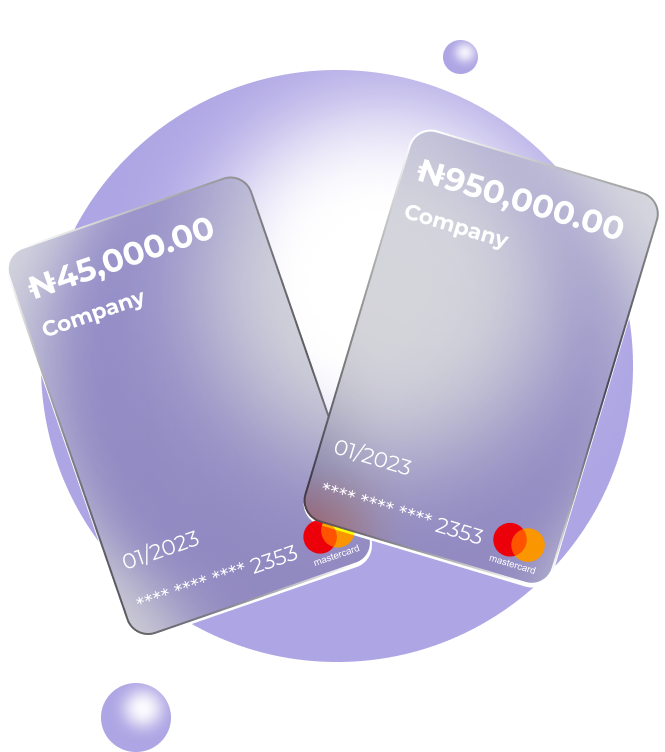 ₦45,000.00
Company
01/2023
**** **** **** 2353
mastercard
₦950,000.00
Company
01/2023
**** **** **** 2353
mastercard